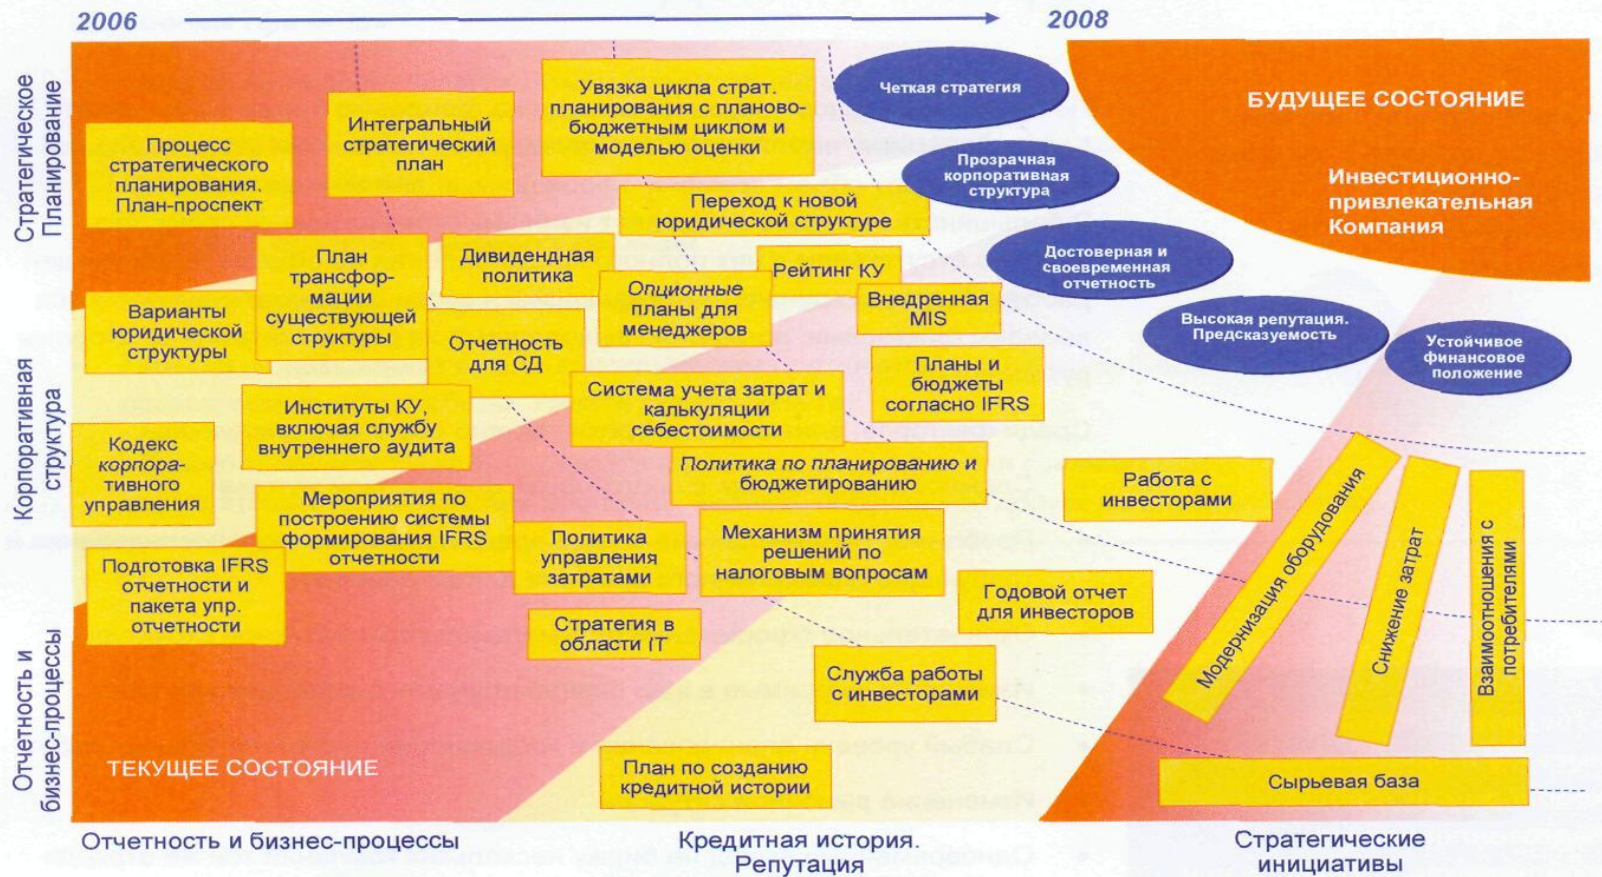 2006
2008
Стратегическое
Планирование
Корпоративная
структура
Отчетность и
бизнес-процессы
Процесс
стратегического
планирования.
План-проспект
Интегральный
стратегический
план
Увязка цикла страт.
планирования с планово-
бюджетным циклом и
моделью оценки
Четкая стратегия
БУДУЩЕЕ СОСТОЯНИЕ
Инвестиционно-
привлекательная
Компания
Прозрачная
корпоративная
структура
Переход к новой
юридической структуре
План
трансфор-
мации
существующей
структуры
Дивидендная
политика
Рейтинг КУ
Достоверная и
своевременная
отчетность
Варианты
юридической
структуры
Опционные
планы для
менеджеров
Внедренная
MIS
Высокая репутация.
Предсказуемость
Устойчивое
финансовое
положение
Отчетность
для СД
Планы и
бюджеты
согласно IFRS
Система учета затрат и
калькуляции
себестоимости
Институты КУ,
включая службу
внутреннего аудита
Кодекс
корпора-
тивного
управления
Политика по планированию и
бюджетированию
Работа с
инвесторами
Мероприятия по
построению системы
формирования IFRS
отчетности
Политика
управления
затратами
Механизм принятия
решений по
налоговым вопросам
Подготовка IFRS
отчетности и
пакета упр.
отчетности
Годовой отчет
для инвесторов
Стратегия в
области IT
Служба работы
с инвесторами
Модернизация оборудования
Снижение затрат
Взаимоотношения с
потребителями
ТЕКУЩЕЕ СОСТОЯНИЕ
План по созданию
кредитной истории
Сырьевая база
Отчетность и бизнес-процессы
Кредитная история.
Репутация
Стратегические
инициативы